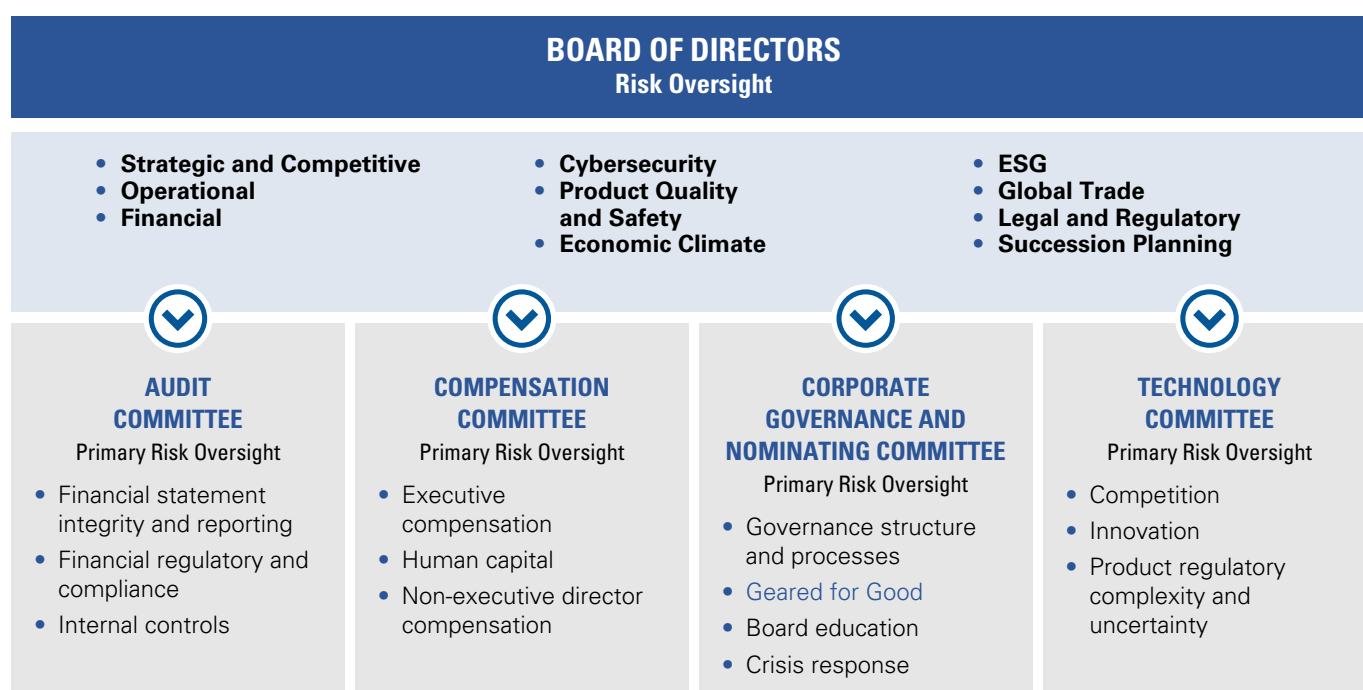 BOARD OF DIRECTORS
Risk Oversight
• Strategic and Competitive
• Operational
• Financial
• Cybersecurity
• Product Quality
and Safety
• Economic Climate
• ESG
• Global Trade
• Legal and Regulatory
• Succession Planning
AUDIT
COMMITTEE
Primary Risk Oversight
• Financial statement
integrity and reporting
• Financial regulatory and
compliance
• Internal controls
COMPENSATION
COMMITTEE
Primary Risk Oversight
• Executive
compensation
• Human capital
• Non-executive director
compensation
CORPORATE
GOVERNANCE AND
NOMINATING COMMITTEE
Primary Risk Oversight
• Governance structure
and processes
• Geared for Good
• Board education
• Crisis response
TECHNOLOGY
COMMITTEE
Primary Risk Oversight
• Competition
• Innovation
• Product regulatory
complexity and
uncertainty